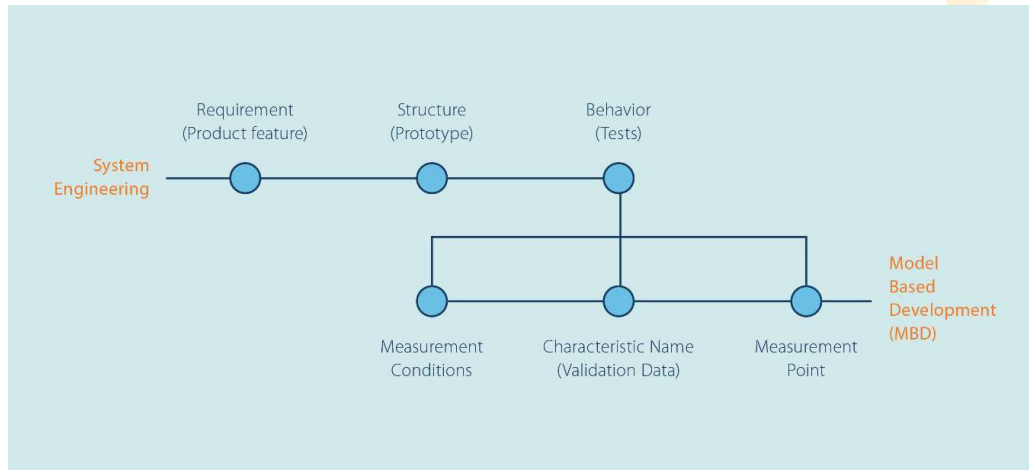 Requirement
(Product feature)
Structure
(Prototype)
Behavior
(Tests)
System
Engineering
Model
Based
Development
(MBD)
Measurement
Conditions
Characteristic Name
(Validation Data)
Measurement
Point